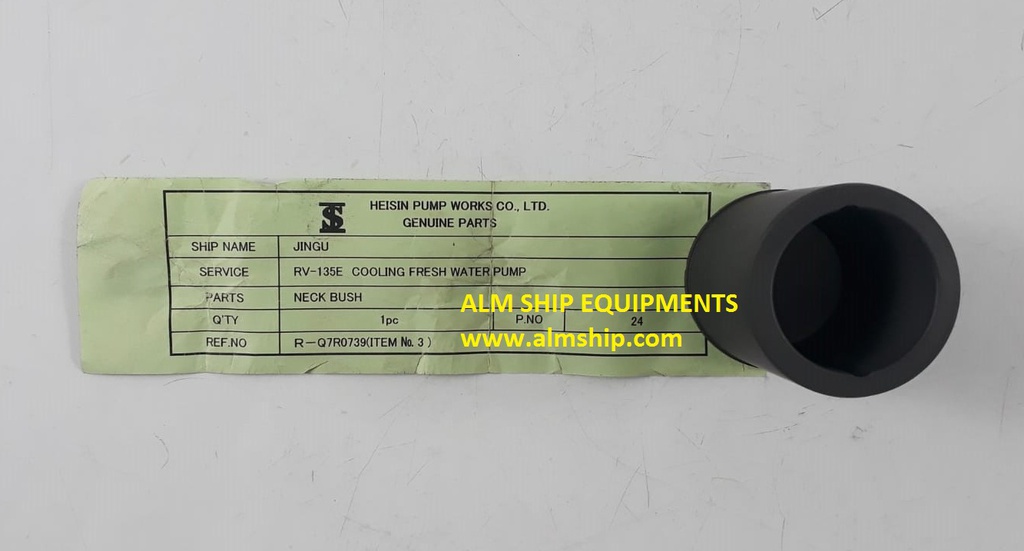 HEISIN PUMP WORKS CO., LTD.
GENUINE PARTS
SHIP NAME JINGU
SERVICE RV-135E COOLING FRESH WATER PUMP
PARTS NECK BUSH
Q'TY 1pc P.NO 24
REF.NO R-Q7R0739(ITEM No. 3)
ALM SHIP EQUIPMENTS
www.almship.com